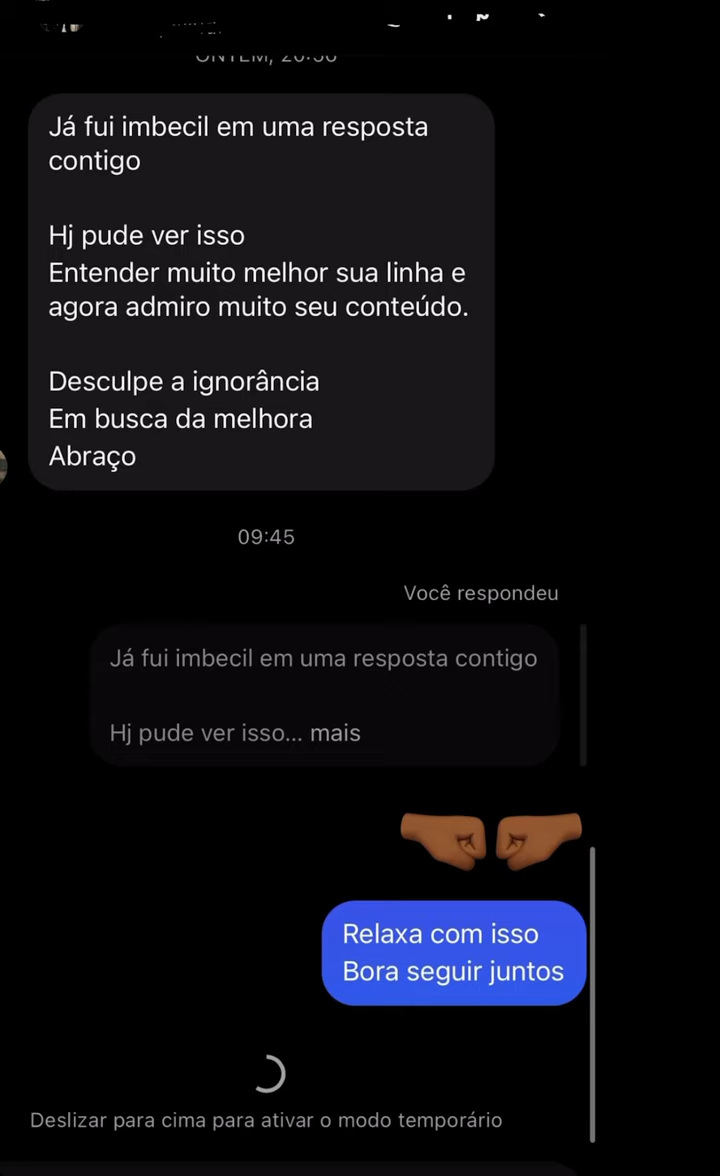 ONTEM, 20:56
Já fui imbecil em uma resposta
contigo
Hj pude ver isso
Entender muito melhor sua linha e
agora admiro muito seu conteúdo.
Desculpe a ignorância
Em busca da melhora
Abraço
09:45
Você respondeu
Já fui imbecil em uma resposta contigo
Hj pude ver isso... mais
Relaxa com isso
Bora seguir juntos
Deslizar para cima para ativar o modo temporário